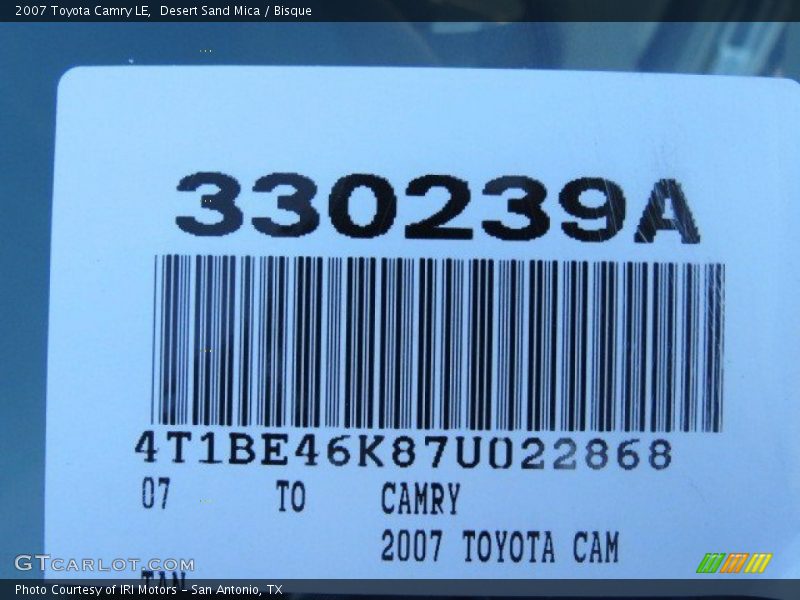 2007 Toyota Camry LE,  Desert Sand Mica / Bisque
330239A
4T1BE46K87U022868
07 TO CAMRY
2007 TOYOTA CAM
TAN
GTCARLOT.COM
Photo Courtesy of IRI Motors – San Antonio, TX